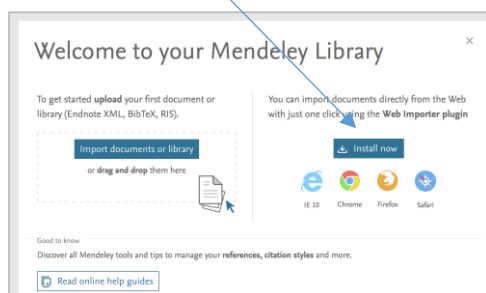 Welcome to your Mendeley Library
×
To get started upload your first document or
library (Endnote XML, BibTeX, RIS).
Import documents or library
or drag and drop them here
You can import documents directly from the Web
with just one click using the Web Importer plugin
Install now
IE 10 Chrome Firefox Safari
Good to know
Discover all Mendeley tools and tips to manage your references, citation styles and more.
Read online help guides